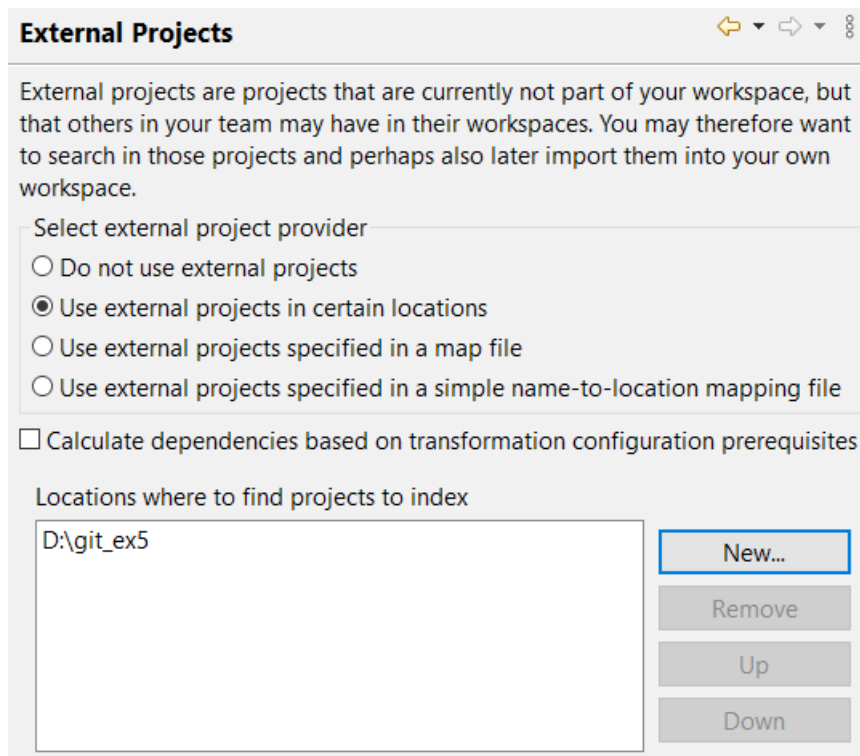 External Projects
External projects are projects that are currently not part of your workspace, but
that others in your team may have in their workspaces. You may therefore want
to search in those projects and perhaps also later import them into your own
workspace.
Select external project provider
Do not use external projects
Use external projects in certain locations
Use external projects specified in a map file
Use external projects specified in a simple name-to-location mapping file
Calculate dependencies based on transformation configuration prerequisites
Locations where to find projects to index
D:\git_ex5
New...
Remove
Up
Down